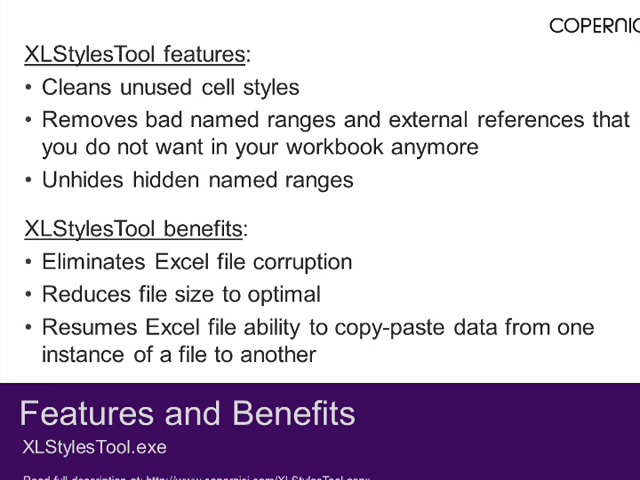 COPERNIC
XLStylesTool features:
• Cleans unused cell styles
• Removes bad named ranges and external references that
you do not want in your workbook anymore
• Unhides hidden named ranges
XLStylesTool benefits:
• Eliminates Excel file corruption
• Reduces file size to optimal
• Resumes Excel file ability to copy-paste data from one
instance of a file to another
Features and Benefits
XLStylesTool.exe
Read full description at: http://www.copernici.com/XLStylesTool.aspx